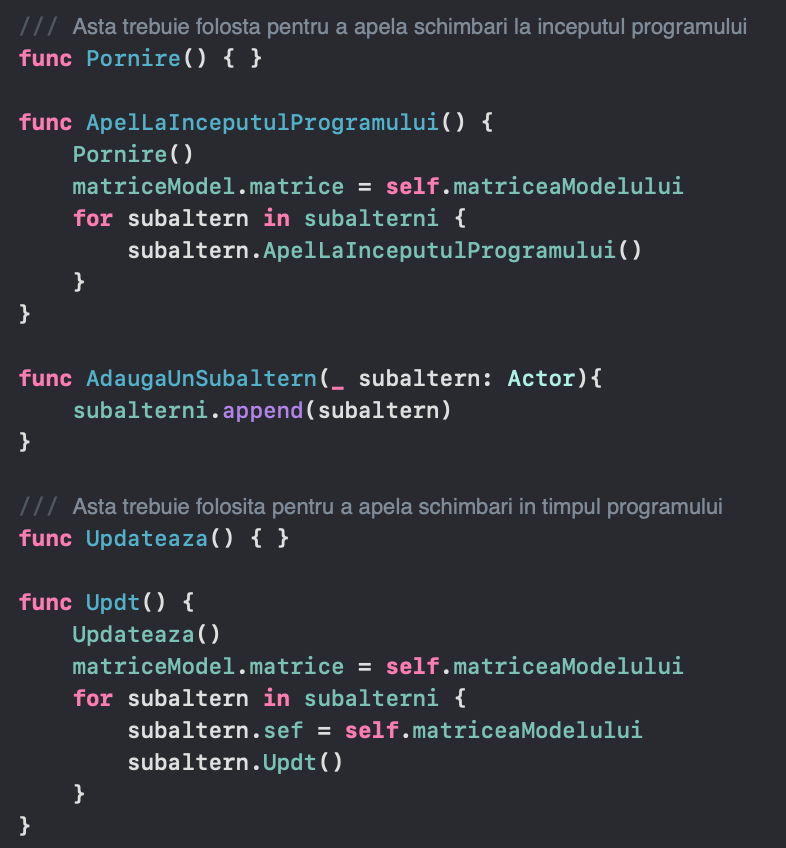 /// Asta trebuie folosta pentru a apela schimbari la inceputul programului
func Pornire() { }
func ApelLaInceputulProgramului() {
Pornire()
matriceModel.matrice = self.matriceaModelului
for subaltern in subalterni {
subaltern.ApelLaInceputulProgramului()
}
}
func AdaugaUnSubaltern(_ subaltern: Actor){
subalterni.append(subaltern)
}
/// Asta trebuie folosita pentru a apela schimbari in timpul programului
func Updateaza() { }
func Updt() {
Updateaza()
matriceModel.matrice = self.matriceaModelului
for subaltern in subalterni {
subaltern.sef = self.matriceaModelului
subaltern.Updt()
}
}